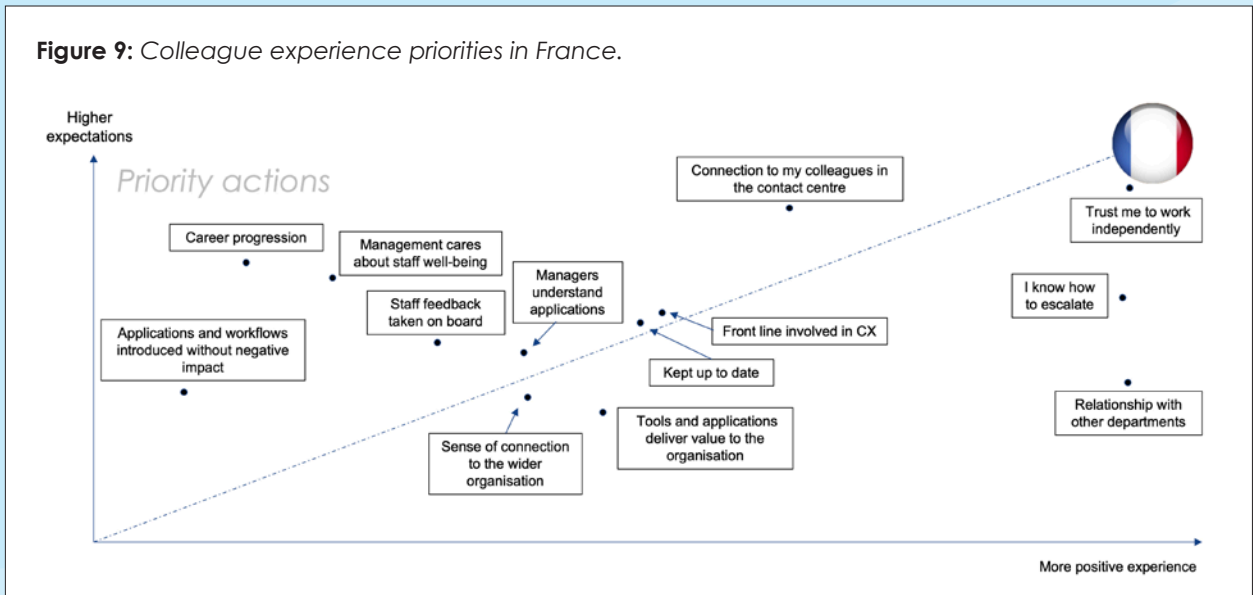 Figure 9: Colleague experience priorities in France.
Higher
expectations
Priority actions
Connection to my colleagues in
the contact centre
Trust me to work
independently
Career progression
Management cares
about staff well-being
Managers
understand
applications
I know how
to escalate
Staff feedback
taken on board
Front line involved in CX
Applications and workflows
introduced without negative
impact
Kept up to date
Relationship with
other departments
Tools and applications
deliver value to the
organisation
Sense of connection
to the wider
organisation
More positive experience